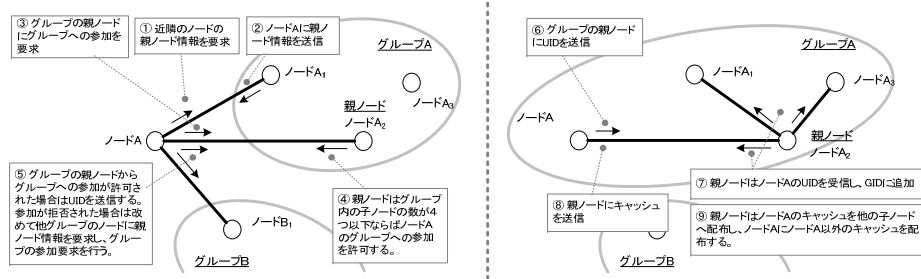 ③ グループの親ノード
にグループへの参加を
要求
① 近隣のノードの
親ノード情報を要求
② ノードAに親ノ
ード情報を送信
グループA
ノードA1
ノードA3
親ノード
ノードA2
ノードA
⑤ グループの親ノードから
グループへの参加が許可さ
れた場合はUIDを送信する。
参加が拒否された場合は改
めて他グループのノードに親
ノード情報を要求し、グルー
プの参加要求を行う。
④ 親ノードはグループ
内の子ノードの数が4
つ以下ならばノードA
のグループへの参加
を許可する。
ノードB1
グループB
⑥ グループの親ノード
にUIDを送信
グループA
ノードA1
ノードA3
ノードA
親ノード
ノードA2
⑦ 親ノードはノードAのUIDを受信し、GIDに追加
⑧ 親ノードにキャッシュ
を送信
⑨ 親ノードはノードAのキャッシュを他の子ノード
へ配布し、ノードAにノードA以外のキャッシュを配
布する。
グループB